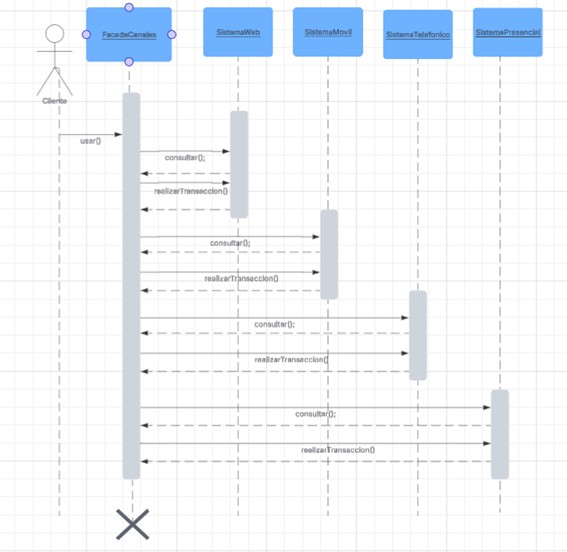 FacadeCanales
SistemaWeb
SistemaMovil
SistemaTelefonico
SistemaPresencial
Cliente
usar()
consultar();
realizarTransaccion()
consultar();
realizarTransaccion()
consultar();
realizarTransaccion()
consultar();
realizarTransaccion()